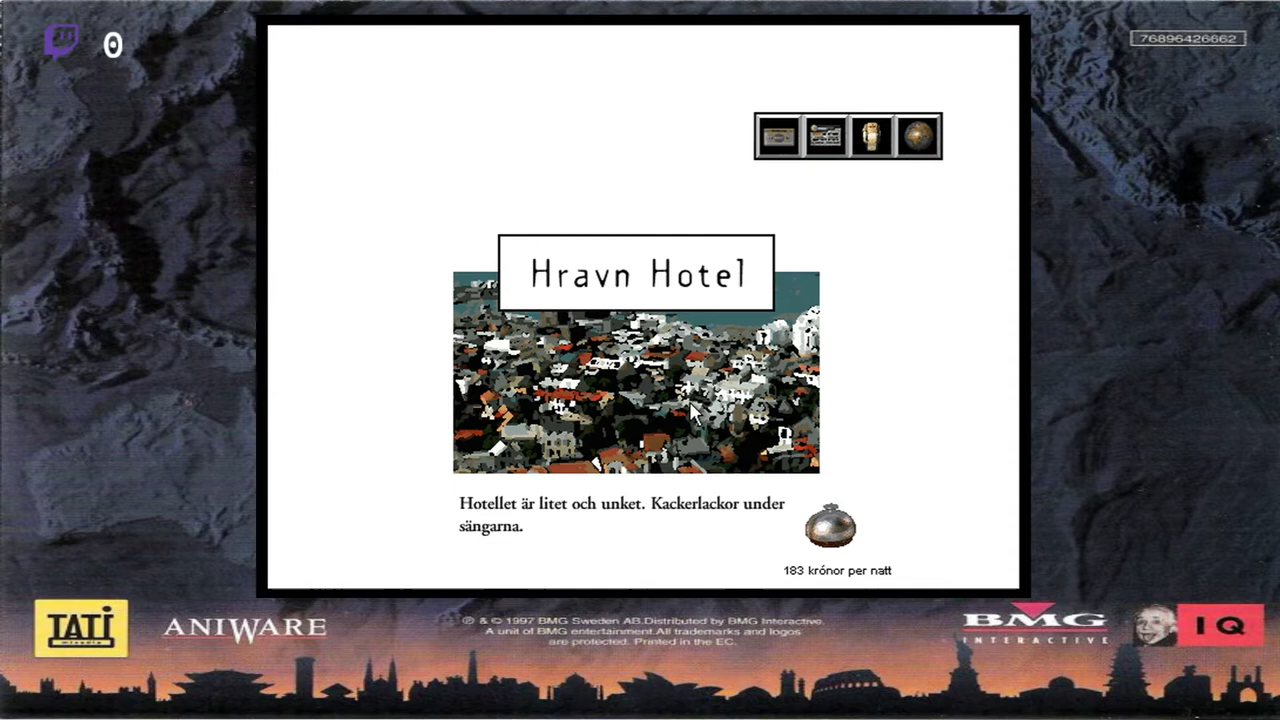 0
76896426662
Hravn Hotel
Hotellet är litet och unket. Kackerlackor under
sängarna.
183 krónor per natt
TATi
ANIWARE
℗ & © 1997 BMG Sweden AB.Distributed by BMG Interactive.
A unit of BMG entertainment.All trademarks and logos
are protected. Printed in the EC.
BMG
INTERACTIVE
IQ